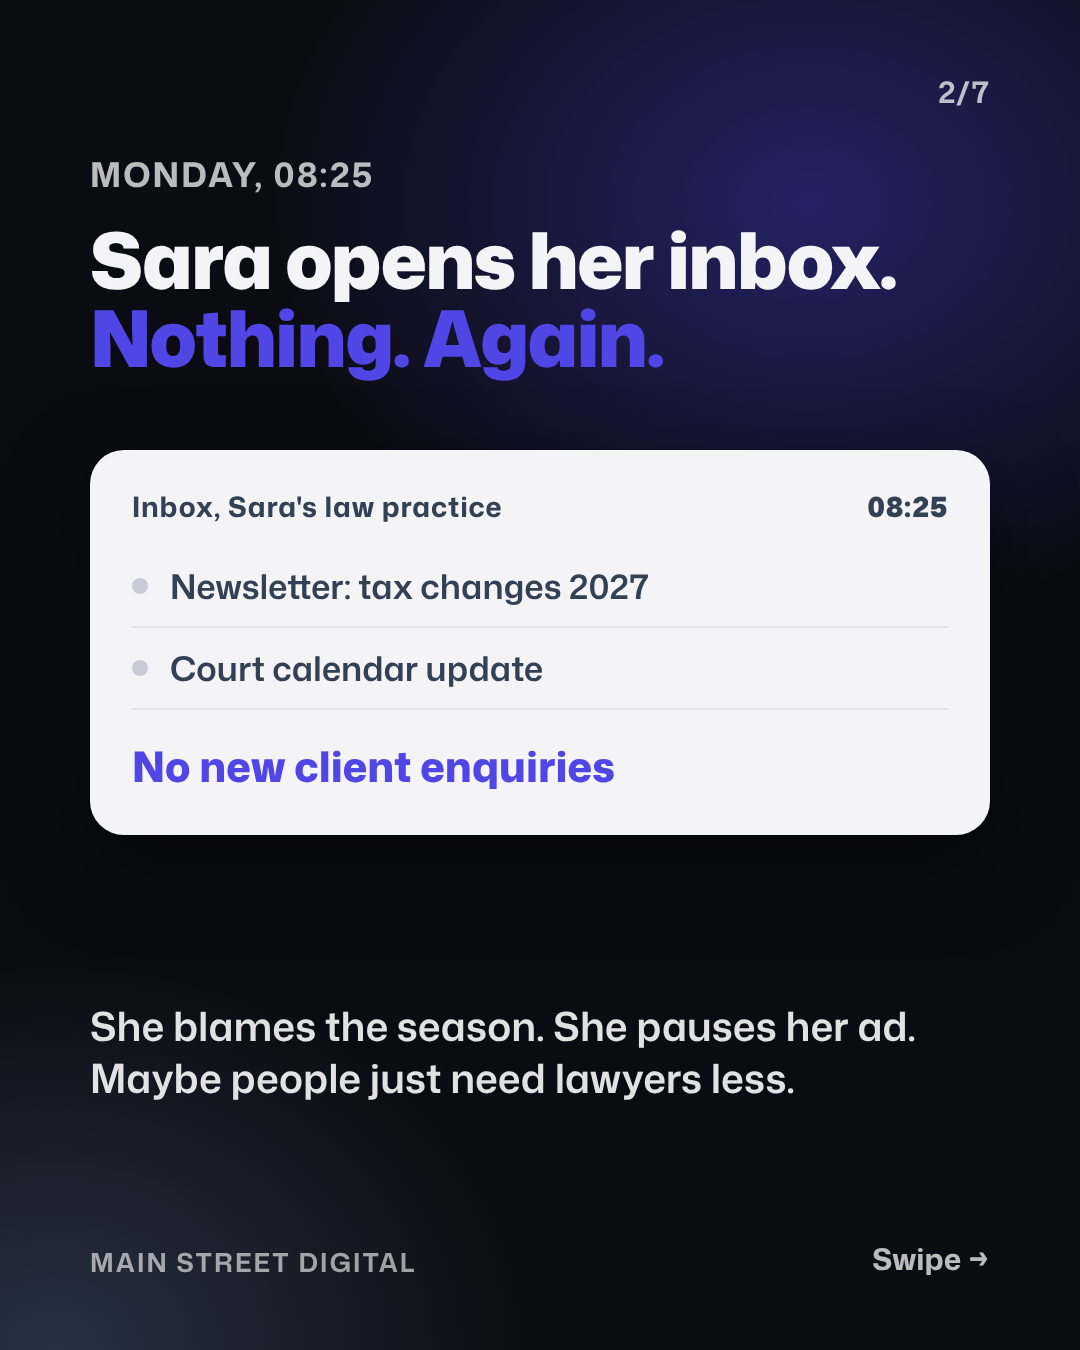 2/7
MONDAY, 08:25
Sara opens her inbox.
Nothing. Again.
Inbox, Sara's law practice 08:25
Newsletter: tax changes 2027
Court calendar update
No new client enquiries
She blames the season. She pauses her ad.
Maybe people just need lawyers less.
MAIN STREET DIGITAL Swipe →